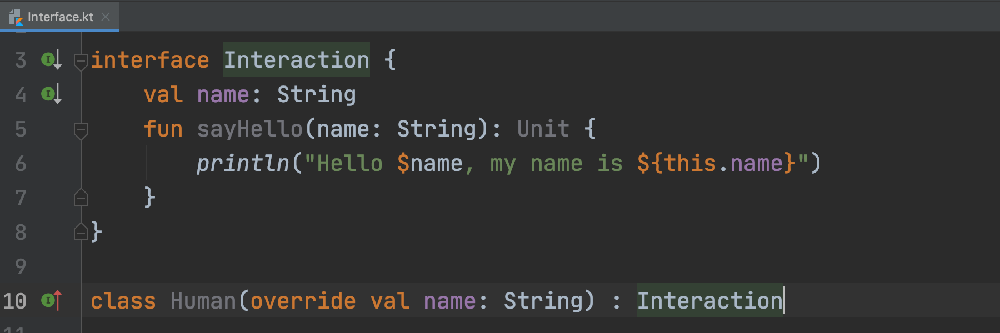 Interface.kt
3 interface Interaction {
4 val name: String
5 fun sayHello(name: String): Unit {
6 println("Hello $name, my name is ${this.name}")
7 }
8 }
9
10 class Human(override val name: String) : Interaction
11